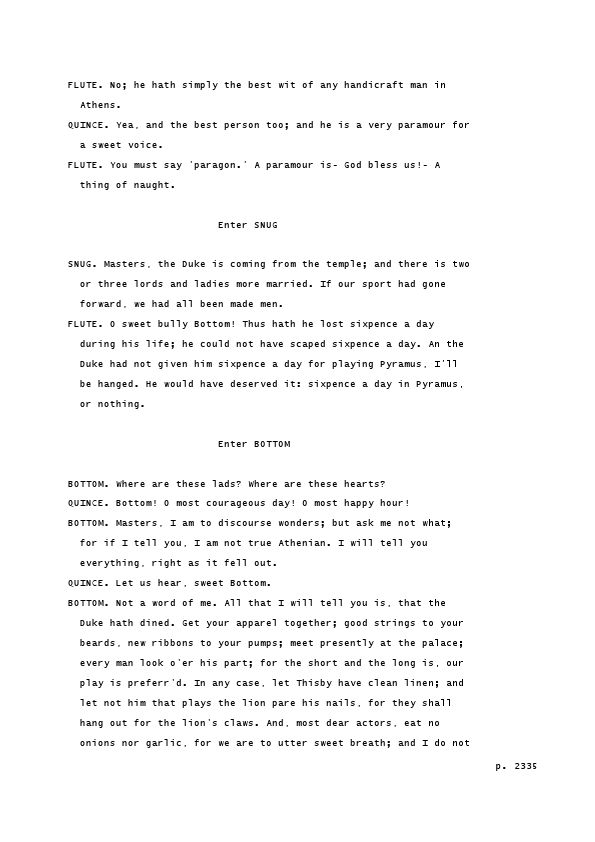 FLUTE. No; he hath simply the best wit of any handicraft man in
Athens.
QUINCE. Yea, and the best person too; and he is a very paramour for
a sweet voice.
FLUTE. You must say 'paragon.' A paramour is- God bless us!- A
thing of naught.
Enter SNUG
SNUG. Masters, the Duke is coming from the temple; and there is two
or three lords and ladies more married. If our sport had gone
forward, we had all been made men.
FLUTE. O sweet bully Bottom! Thus hath he lost sixpence a day
during his life; he could not have scaped sixpence a day. An the
Duke had not given him sixpence a day for playing Pyramus, I'll
be hanged. He would have deserved it: sixpence a day in Pyramus,
or nothing.
Enter BOTTOM
BOTTOM. Where are these lads? Where are these hearts?
QUINCE. Bottom! O most courageous day! O most happy hour!
BOTTOM. Masters, I am to discourse wonders; but ask me not what;
for if I tell you, I am not true Athenian. I will tell you
everything, right as it fell out.
QUINCE. Let us hear, sweet Bottom.
BOTTOM. Not a word of me. All that I will tell you is, that the
Duke hath dined. Get your apparel together; good strings to your
beards, new ribbons to your pumps; meet presently at the palace;
every man look o'er his part; for the short and the long is, our
play is preferr'd. In any case, let Thisby have clean linen; and
let not him that plays the lion pare his nails, for they shall
hang out for the lion's claws. And, most dear actors, eat no
onions nor garlic, for we are to utter sweet breath; and I do not
p. 2335